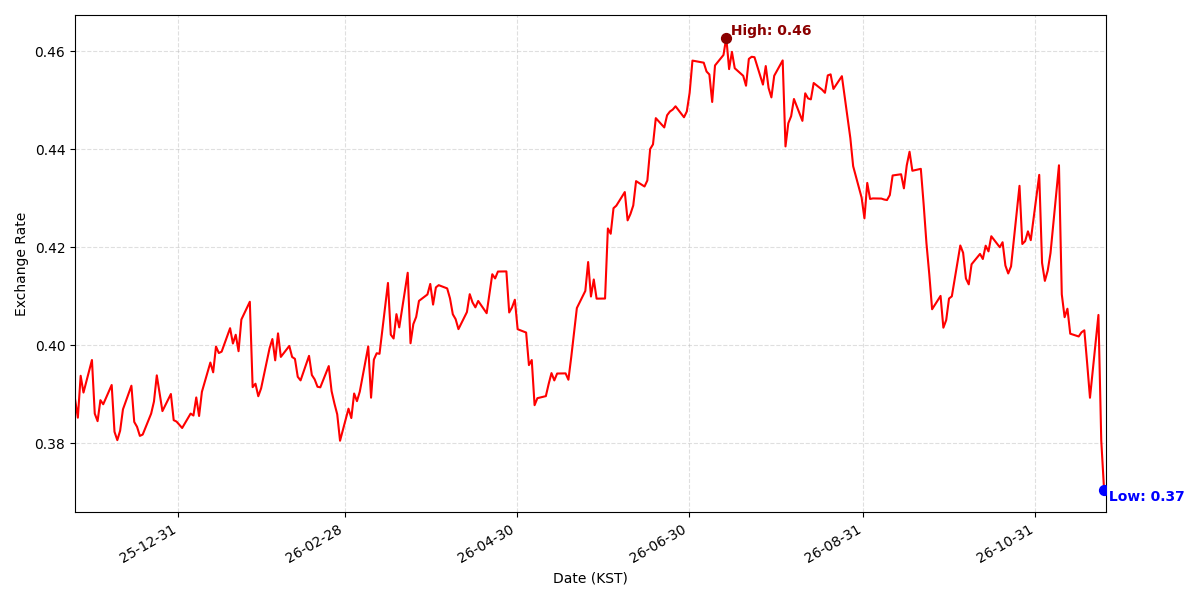 High: 0.46
0.46
0.44
0.42
0.40
0.38
Exchange Rate
Low: 0.37
25-12-31
26-02-28
26-04-30
26-06-30
26-08-31
26-10-31
Date (KST)